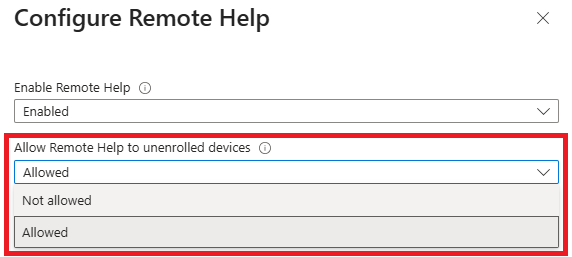 Configure Remote Help
Enable Remote Help
Enabled
Allow Remote Help to unenrolled devices
Allowed
Not allowed
Allowed